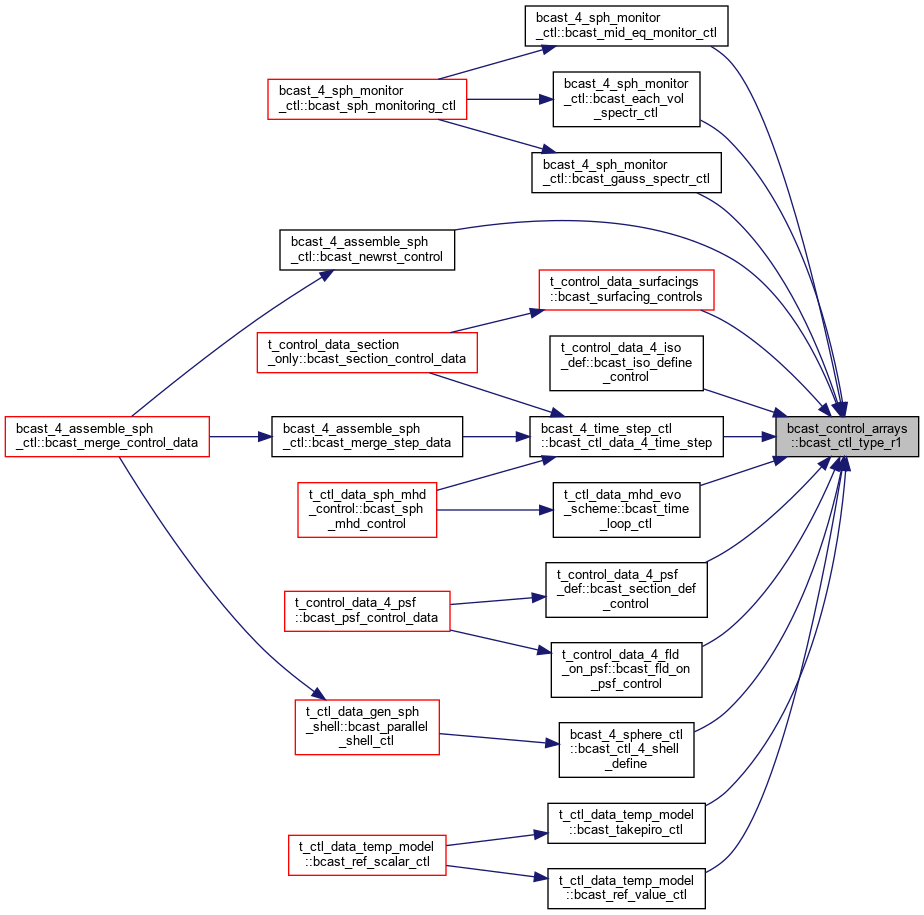 bcast_4_sph_monitor
_ctl::bcast_mid_eq_monitor_ctl
bcast_4_sph_monitor
_ctl::bcast_sph_monitoring_ctl
bcast_4_sph_monitor
_ctl::bcast_each_vol
_spectr_ctl
bcast_4_sph_monitor
_ctl::bcast_gauss_spectr_ctl
bcast_4_assemble_sph
_ctl::bcast_newrst_control
t_control_data_surfacings
::bcast_surfacing_controls
t_control_data_section
_only::bcast_section_control_data
t_control_data_4_iso
_def::bcast_iso_define
_control
bcast_4_assemble_sph
_ctl::bcast_merge_control_data
bcast_4_assemble_sph
_ctl::bcast_merge_step_data
bcast_4_time_step_ctl
::bcast_ctl_data_4_time_step
bcast_control_arrays
::bcast_ctl_type_r1
t_ctl_data_sph_mhd
_control::bcast_sph
_mhd_control
t_ctl_data_mhd_evo
_scheme::bcast_time
_loop_ctl
t_control_data_4_psf
_def::bcast_section_def
_control
t_control_data_4_psf
::bcast_psf_control_data
t_control_data_4_fld
_on_psf::bcast_fld_on
_psf_control
t_ctl_data_gen_sph
_shell::bcast_parallel
_shell_ctl
bcast_4_sphere_ctl
::bcast_ctl_4_shell
_define
t_ctl_data_temp_model
::bcast_takepiro_ctl
t_ctl_data_temp_model
::bcast_ref_scalar_ctl
t_ctl_data_temp_model
::bcast_ref_value_ctl